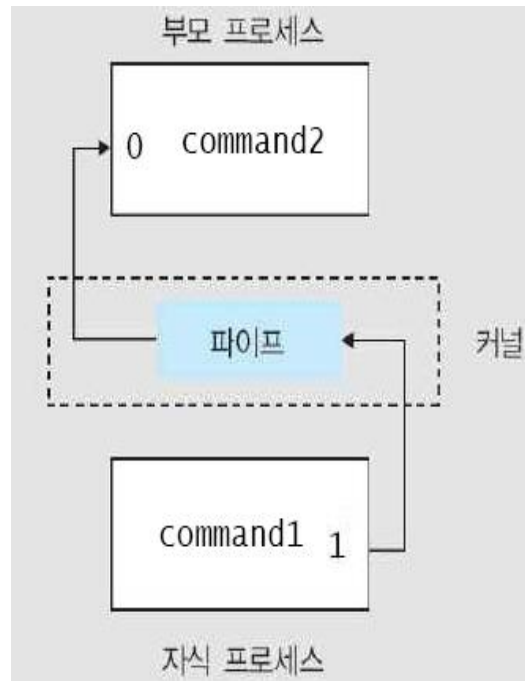 부모 프로세스
0 command2
파이프
커널
command1 1
자식 프로세스